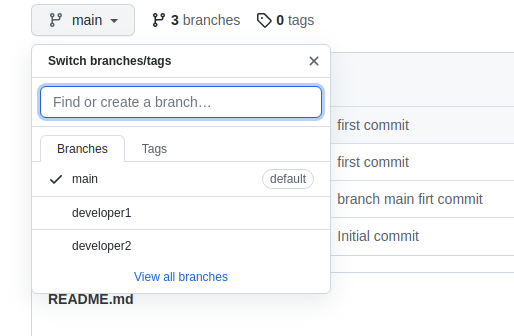 main 3 branches 0 tags
Switch branches/tags
Find or create a branch…
Branches Tags
first commit
first commit
main default
branch main firt commit
developer1
Initial commit
developer2
View all branches
README.md